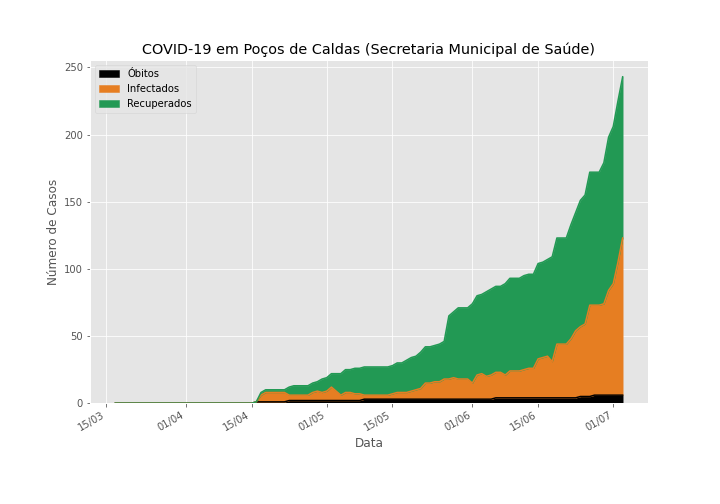 COVID-19 em Poços de Caldas (Secretaria Municipal de Saúde)
Óbitos
Infectados
Recuperados
Número de Casos
250
200
150
100
50
0
15/03
01/04
15/04
01/05
15/05
01/06
15/06
01/07
Data